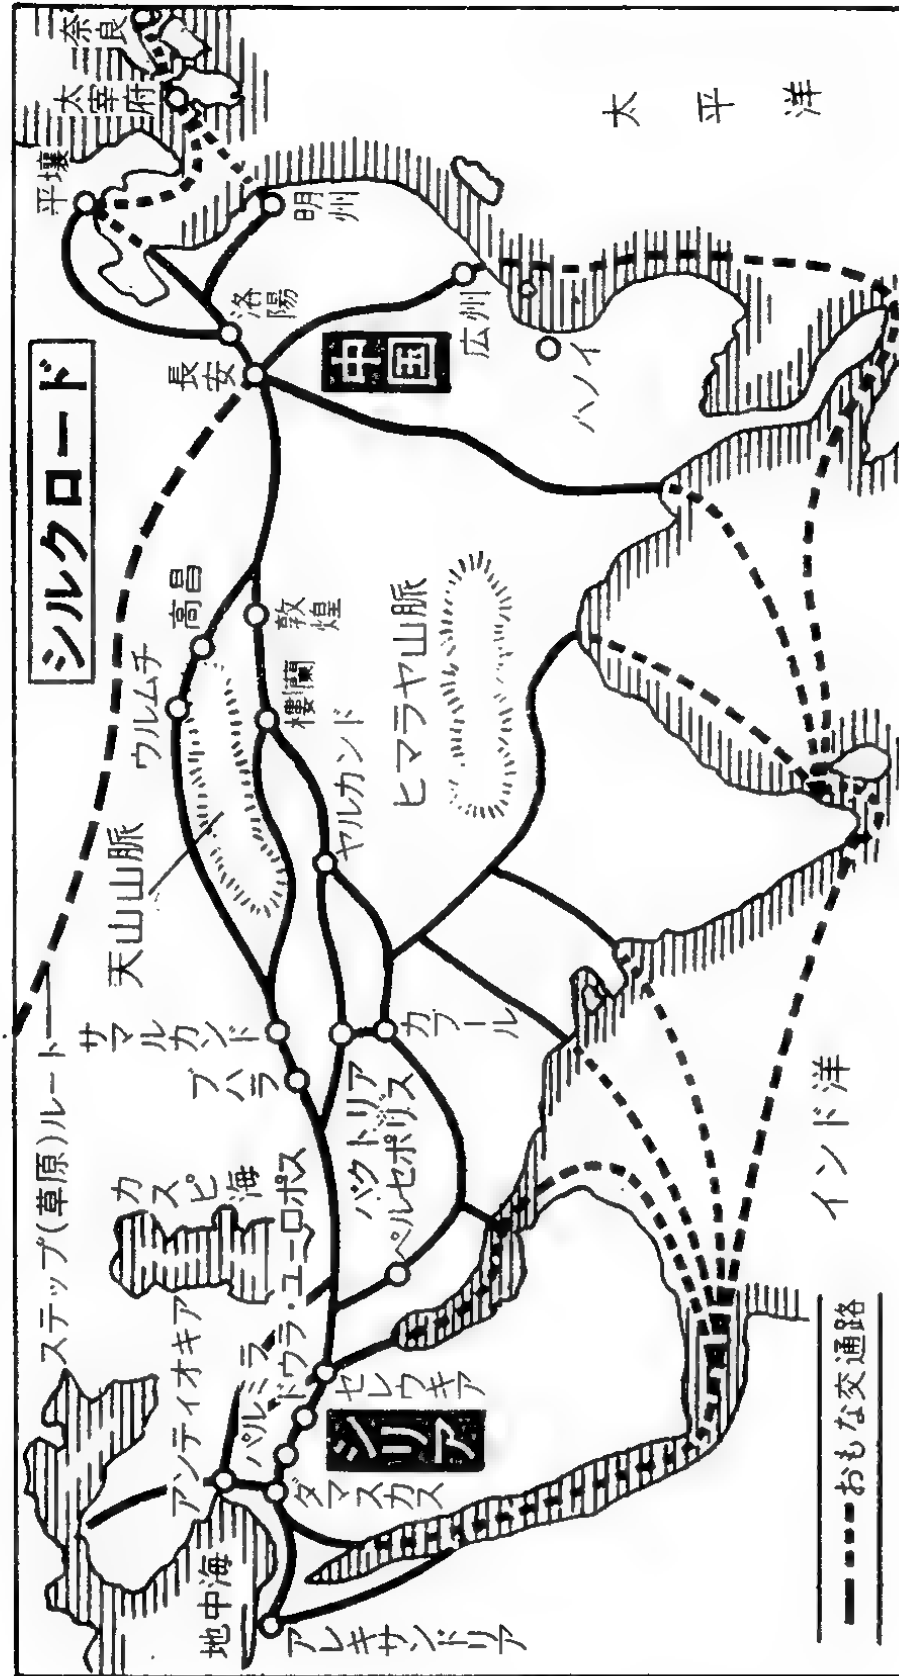 シルクロード
ステップ(草原)ルート
奈良
太宰府
平壌
明州
洛陽
長安
中国
広州
ハノイ
太平洋
高昌
ウルムチ
敦煌
楼蘭
天山山脈
ヤルカンド
ヒマラヤ山脈
サマルカンド
ブハラ
カブール
バクトリア
ペルセポリス
カスピ海
アンティオキア
パルミラ
ドゥラ・ユーロポス
セレウキア
シリア
ダマスカス
地中海
アレキサンドリア
インド洋
おもな交通路